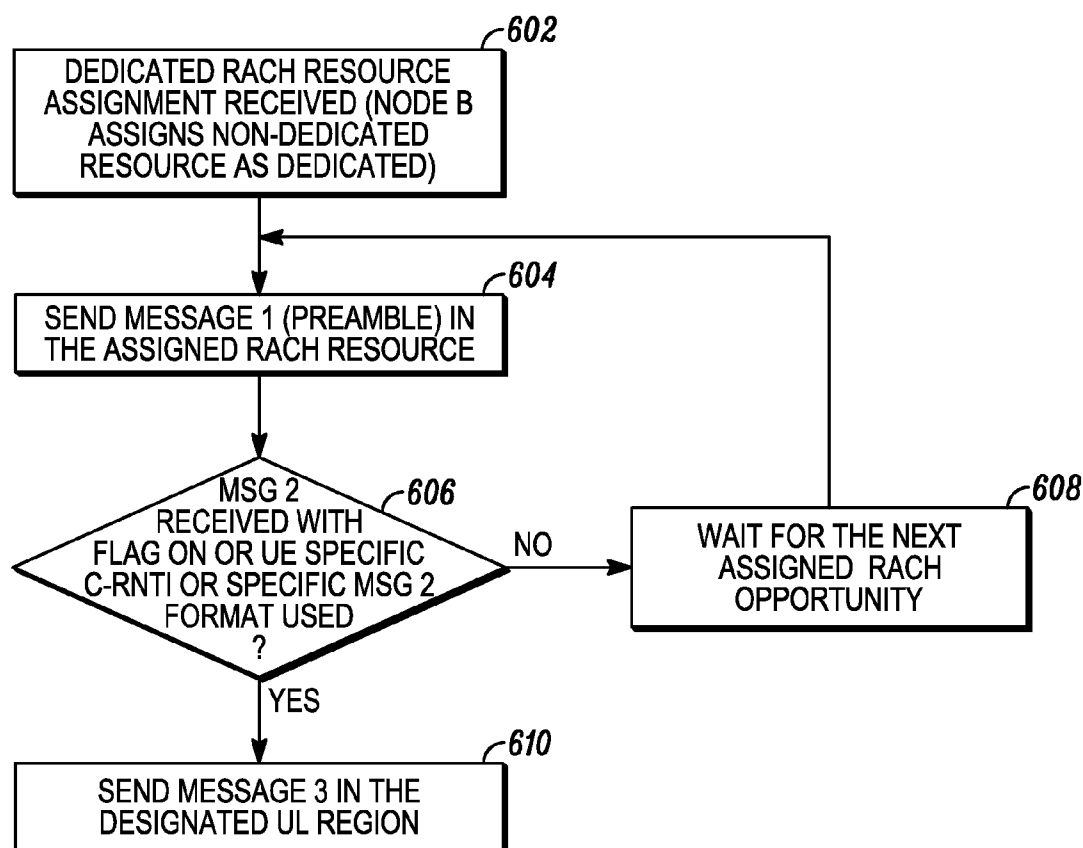 602
DEDICATED RACH RESOURCE
ASSIGNMENT RECEIVED (NODE B
ASSIGNS NON-DEDICATED
RESOURCE AS DEDICATED)
604
SEND MESSAGE 1 (PREAMBLE) IN
THE ASSIGNED RACH RESOURCE
606
MSG 2
RECEIVED WITH
FLAG ON OR UE SPECIFIC
C-RNTI OR SPECIFIC MSG 2
FORMAT USED
?
NO
608
WAIT FOR THE NEXT
ASSIGNED RACH
OPPORTUNITY
YES
610
SEND MESSAGE 3 IN THE
DESIGNATED UL REGION